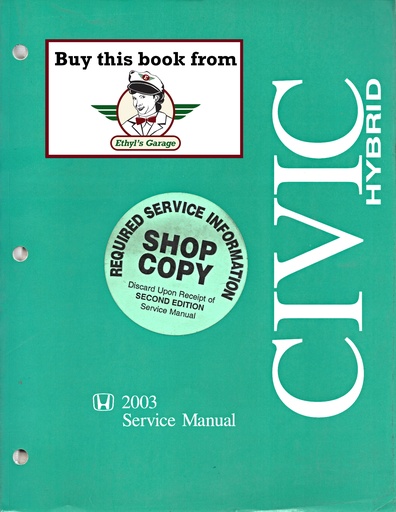 Buy this book from
Ethyl's Garage
CIVIC
HYBRID
REQUIRED SERVICE INFORMATION
SHOP
COPY
Discard Upon Receipt of
SECOND EDITION
Service Manual
2003
Service Manual